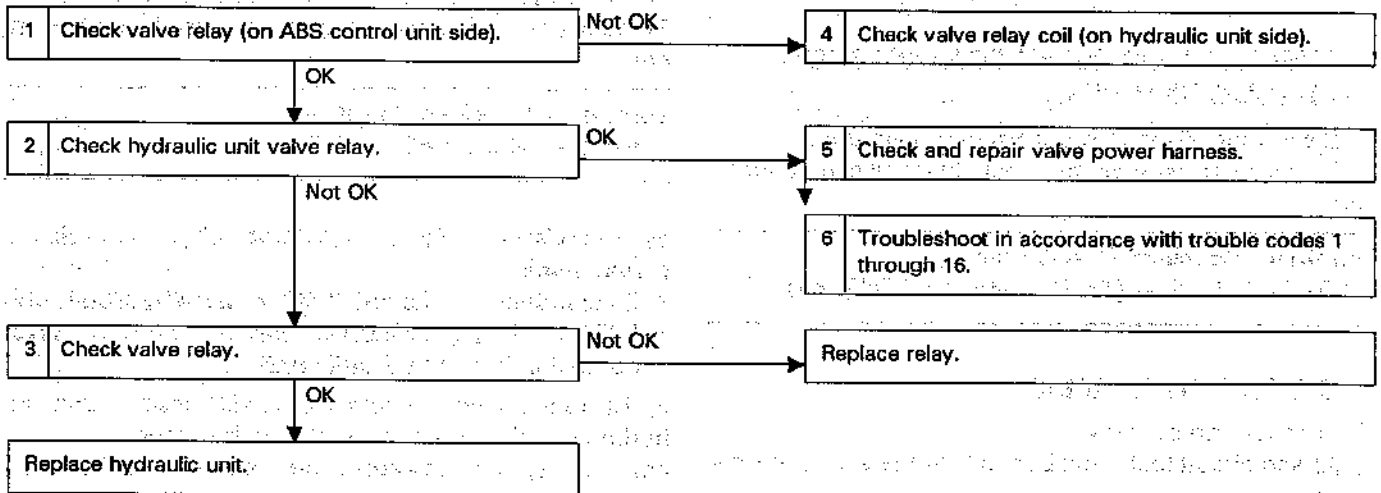 1 Check valve relay (on ABS control unit side).
Not OK
4 Check valve relay coil (on hydraulic unit side).
OK
2 Check hydraulic unit valve relay.
OK
5 Check and repair valve power harness.
Not OK
6 Troubleshoot in accordance with trouble codes 1
through 16.
3 Check valve relay.
Not OK
Replace relay.
OK
Replace hydraulic unit.